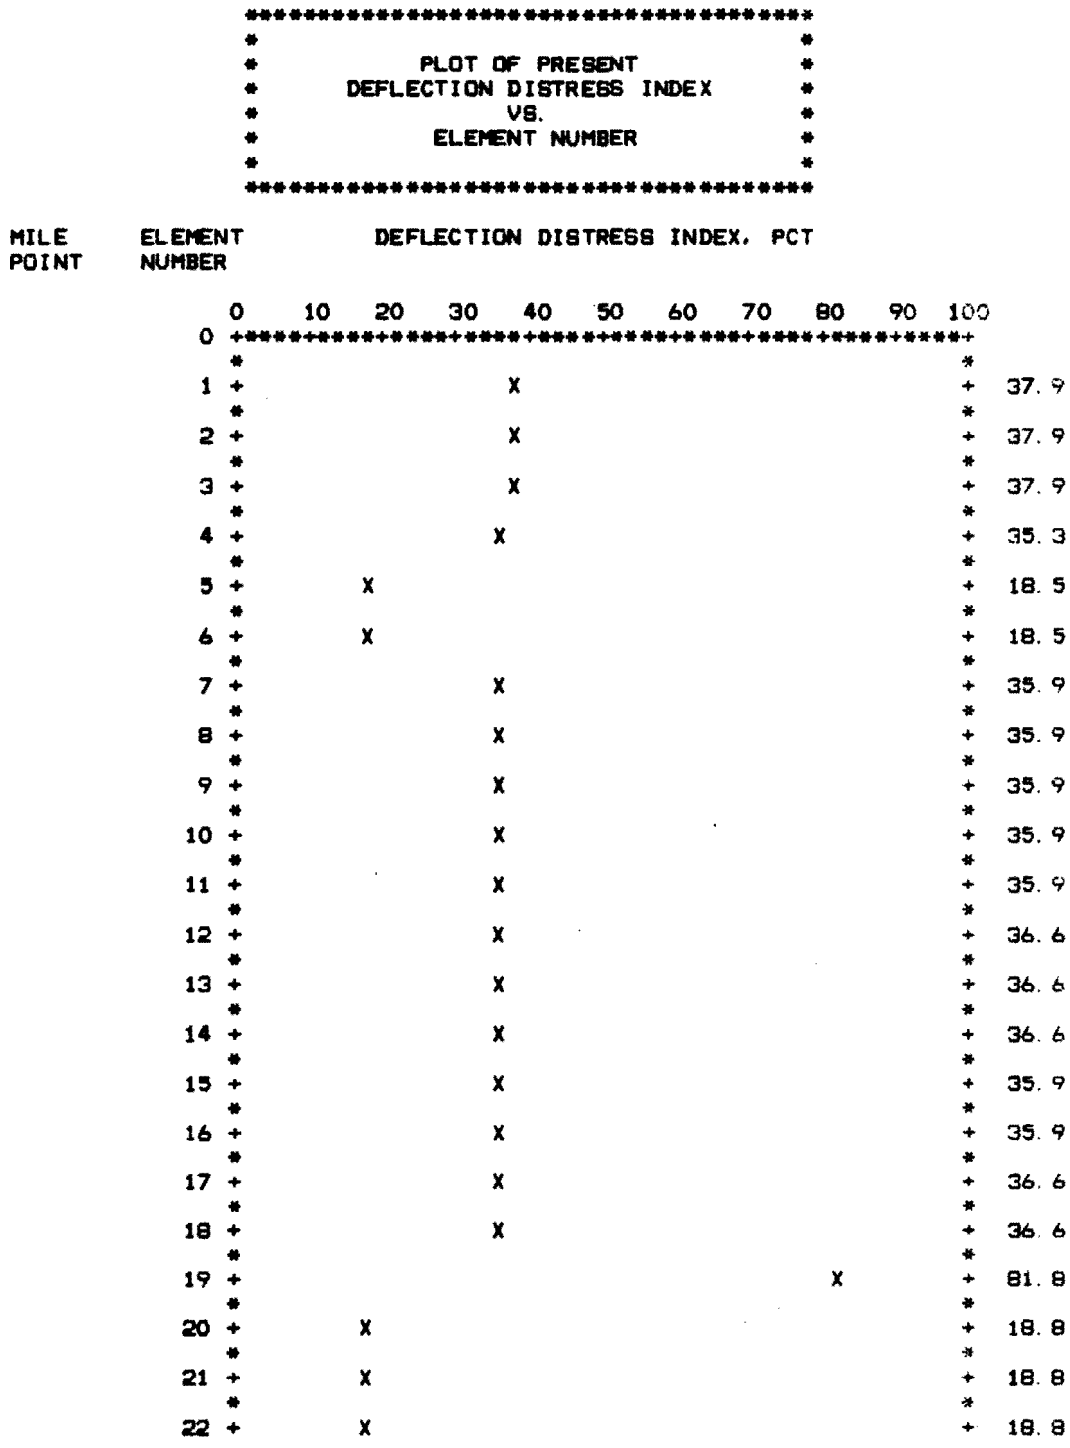 ***************************************
* *
* PLOT OF PRESENT *
* DEFLECTION DISTRESS INDEX *
* VS. *
* ELEMENT NUMBER *
* *
***************************************
MILE ELEMENT DEFLECTION DISTRESS INDEX, PCT
POINT NUMBER
0 10 20 30 40 50 60 70 80 90 100
0 +****+****+****+****+****+****+****+****+****+****+
* *
1 + X + 37.9
* *
2 + X + 37.9
* *
3 + X + 37.9
* *
4 + X + 35.3
* *
5 + X + 18.5
* *
6 + X + 18.5
* *
7 + X + 35.9
* *
8 + X + 35.9
* *
9 + X + 35.9
* *
10 + X + 35.9
* *
11 + X + 35.9
* *
12 + X + 36.6
* *
13 + X + 36.6
* *
14 + X + 36.6
* *
15 + X + 35.9
* *
16 + X + 35.9
* *
17 + X + 36.6
* *
18 + X + 36.6
* *
19 + X + 81.8
* *
20 + X + 18.8
* *
21 + X + 18.8
* *
22 + X + 18.8